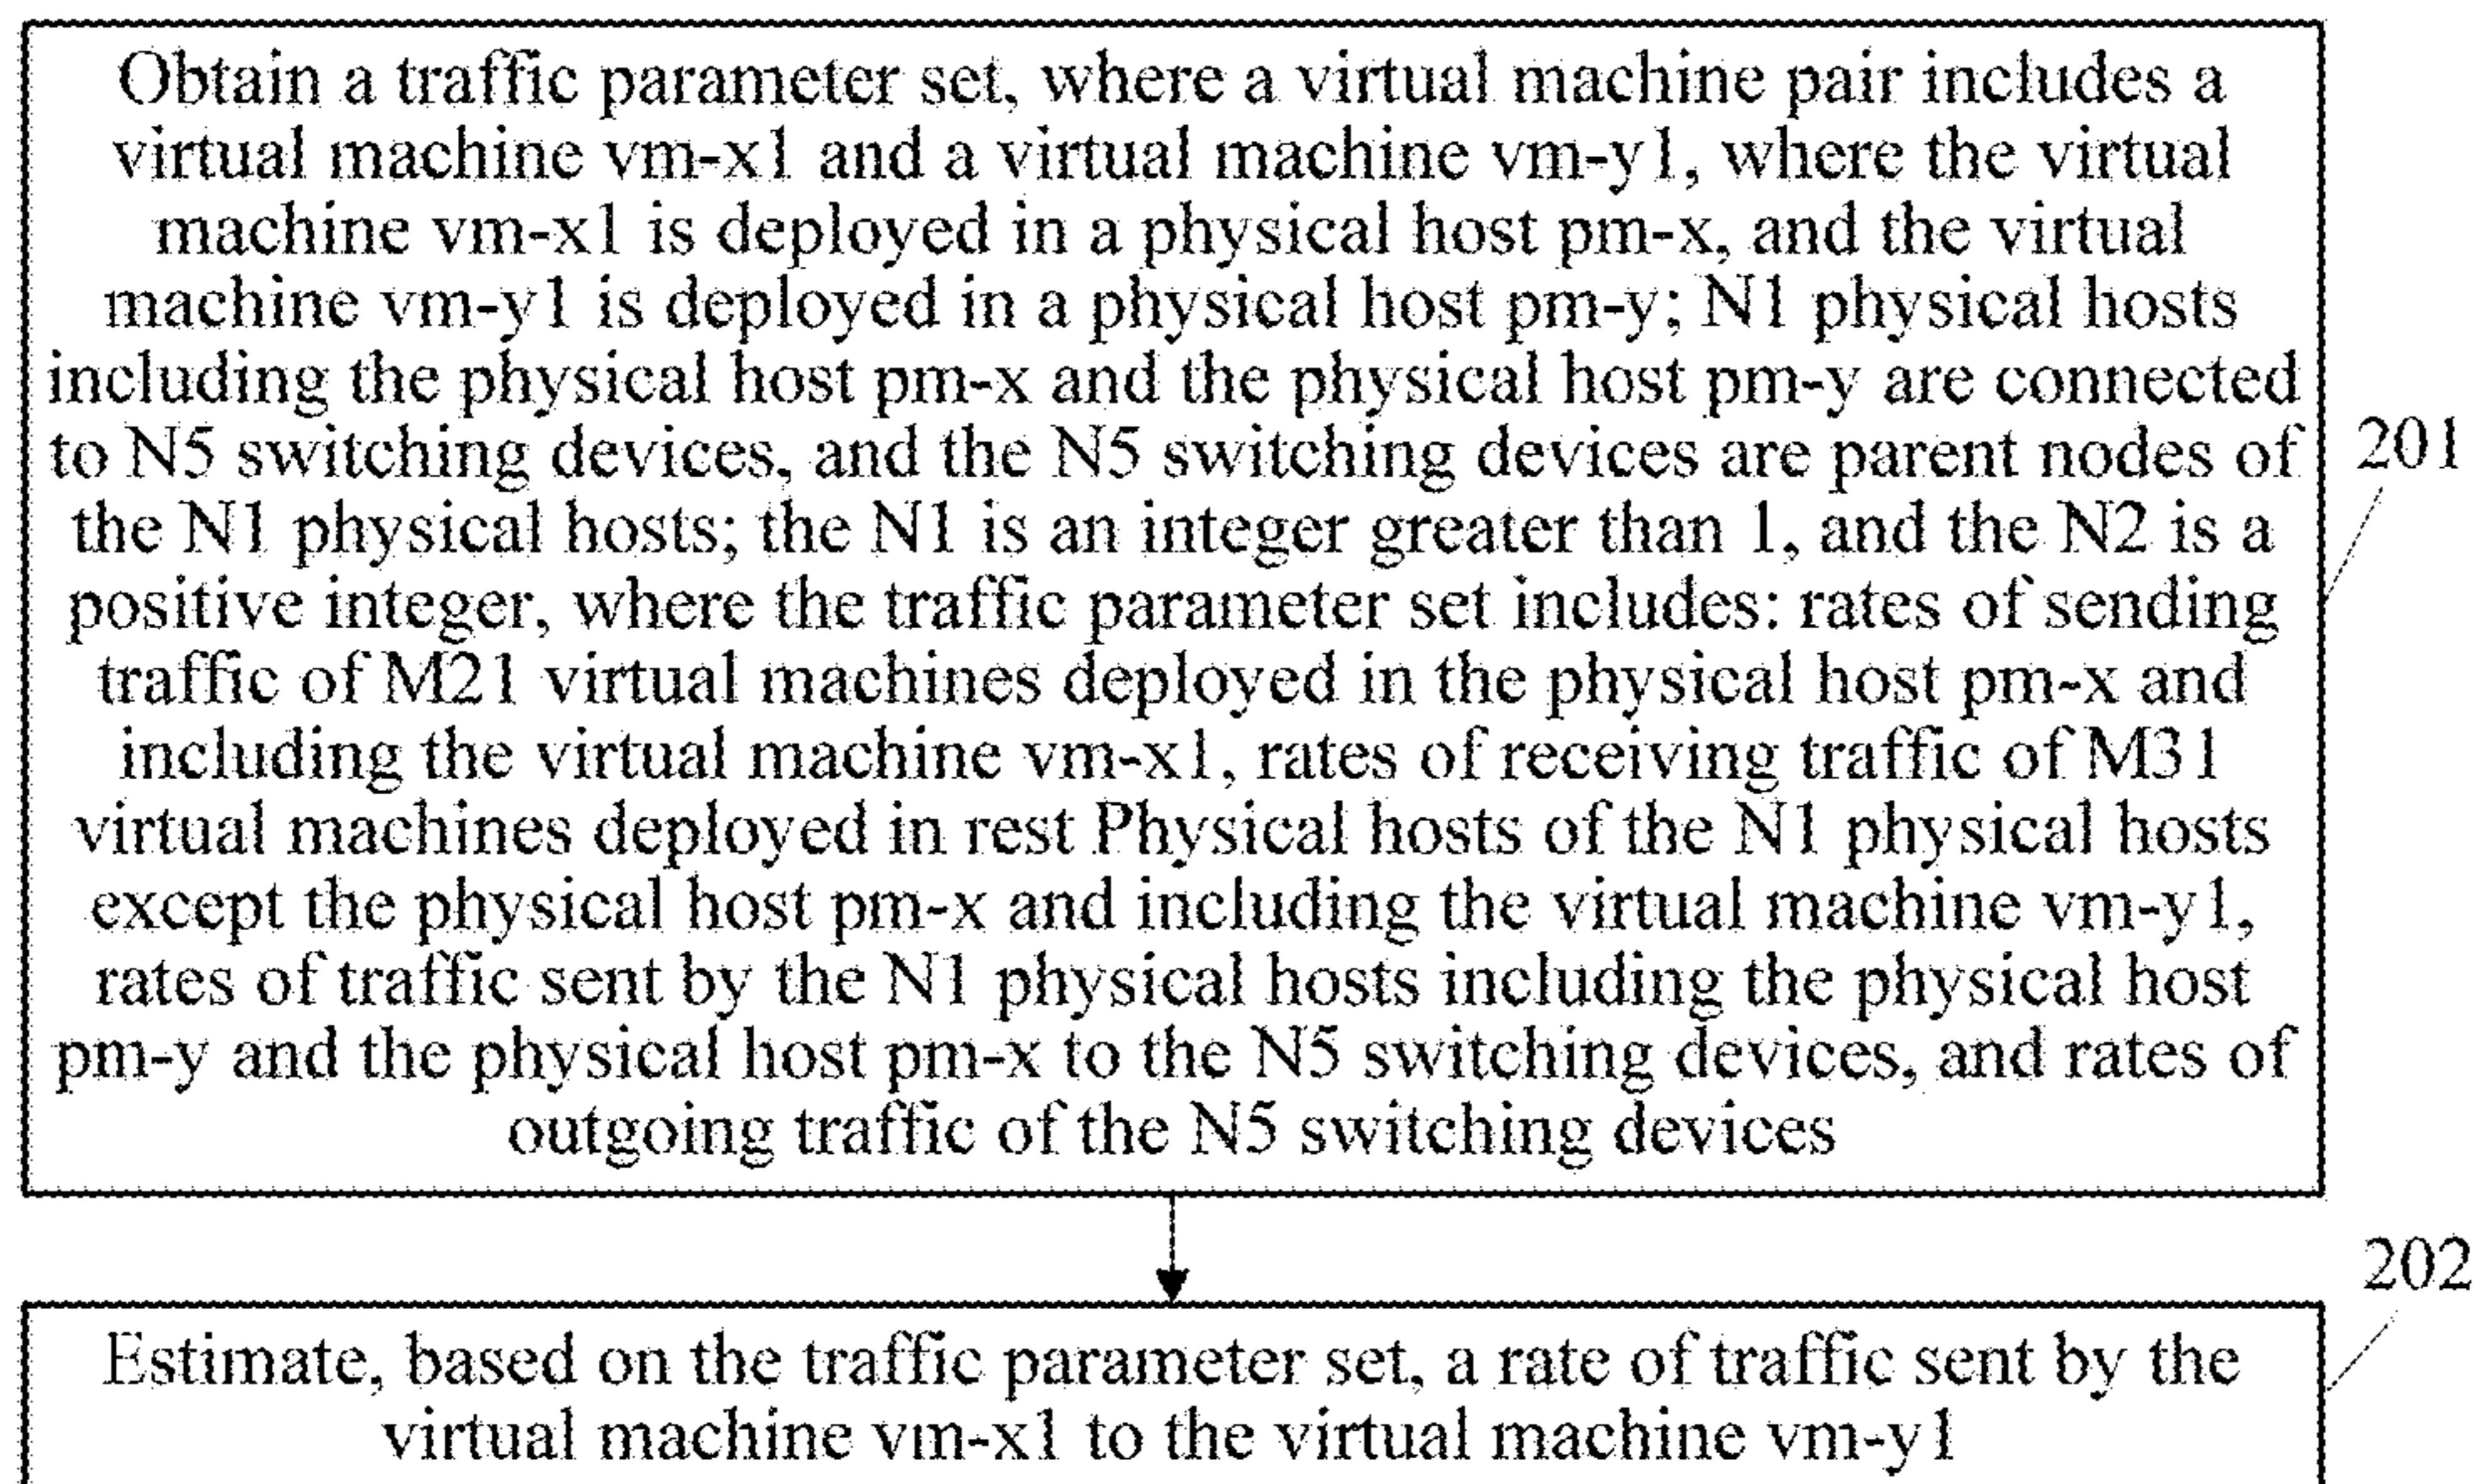 Obtain a traffic parameter set, where a virtual machine pair includes a
virtual machine vm-x1 and a virtual machine vm-y1, where the virtual
machine vm-x1 is deployed in a physical host pm-x, and the virtual
machine vm-y1 is deployed in a physical host pm-y; N1 physical hosts
including the physical host pm-x and the physical host pm-y are connected
to N5 switching devices, and the N5 switching devices are parent nodes of
the N1 physical hosts; the N1 is an integer greater than 1, and the N2 is a
positive integer, where the traffic parameter set includes: rates of sending
traffic of M21 virtual machines deployed in the physical host pm-x and
including the virtual machine vm-x1, rates of receiving traffic of M31
virtual machines deployed in rest Physical hosts of the N1 physical hosts
except the physical host pm-x and including the virtual machine vm-y1,
rates of traffic sent by the N1 physical hosts including the physical host
pm-y and the physical host pm-x to the N5 switching devices, and rates of
outgoing traffic of the N5 switching devices
201
202
Estimate, based on the traffic parameter set, a rate of traffic sent by the
virtual machine vm-x1 to the virtual machine vm-y1